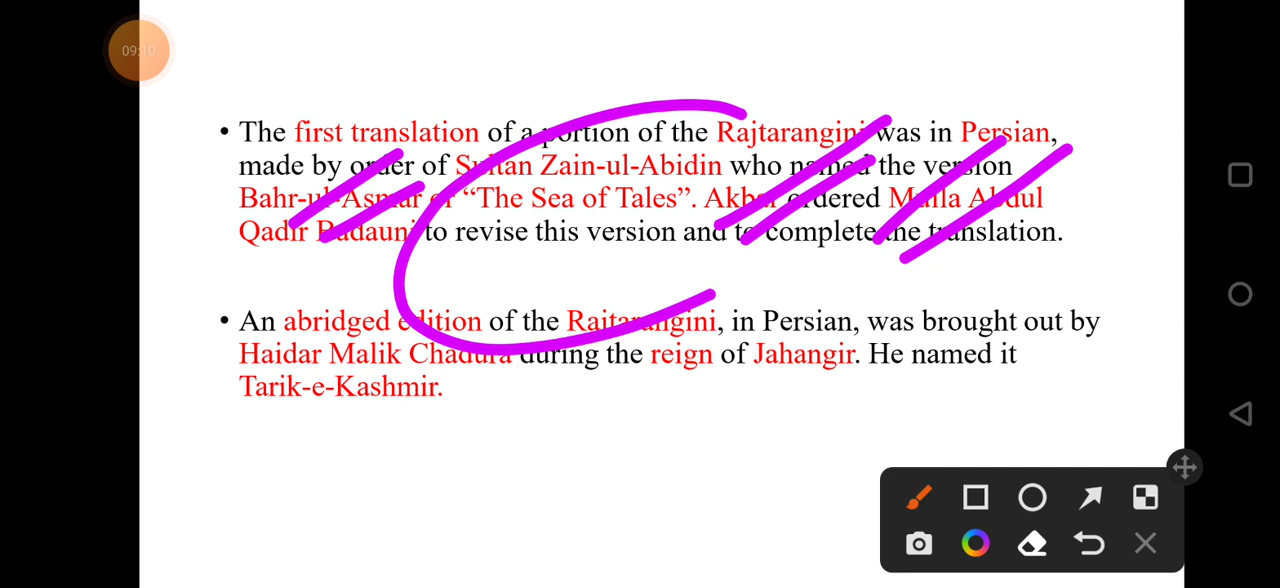 09:10
• The first translation of a portion of the Rajtarangini was in Persian,
made by order of Sultan Zain-ul-Abidin who named the version
Bahr-ul-Asmar or “The Sea of Tales”. Akbar ordered Mulla Abdul
Qadir Badauni to revise this version and to complete the translation.
• An abridged edition of the Rajtarangini, in Persian, was brought out by
Haidar Malik Chadura during the reign of Jahangir. He named it
Tarik-e-Kashmir.